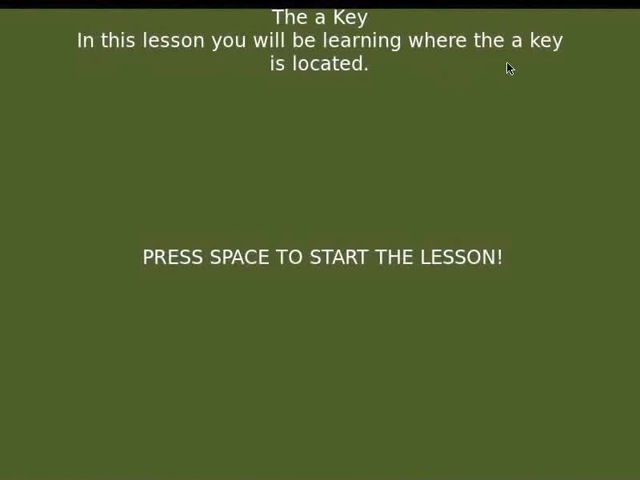 The a Key
In this lesson you will be learning where the a key
is located.
PRESS SPACE TO START THE LESSON!